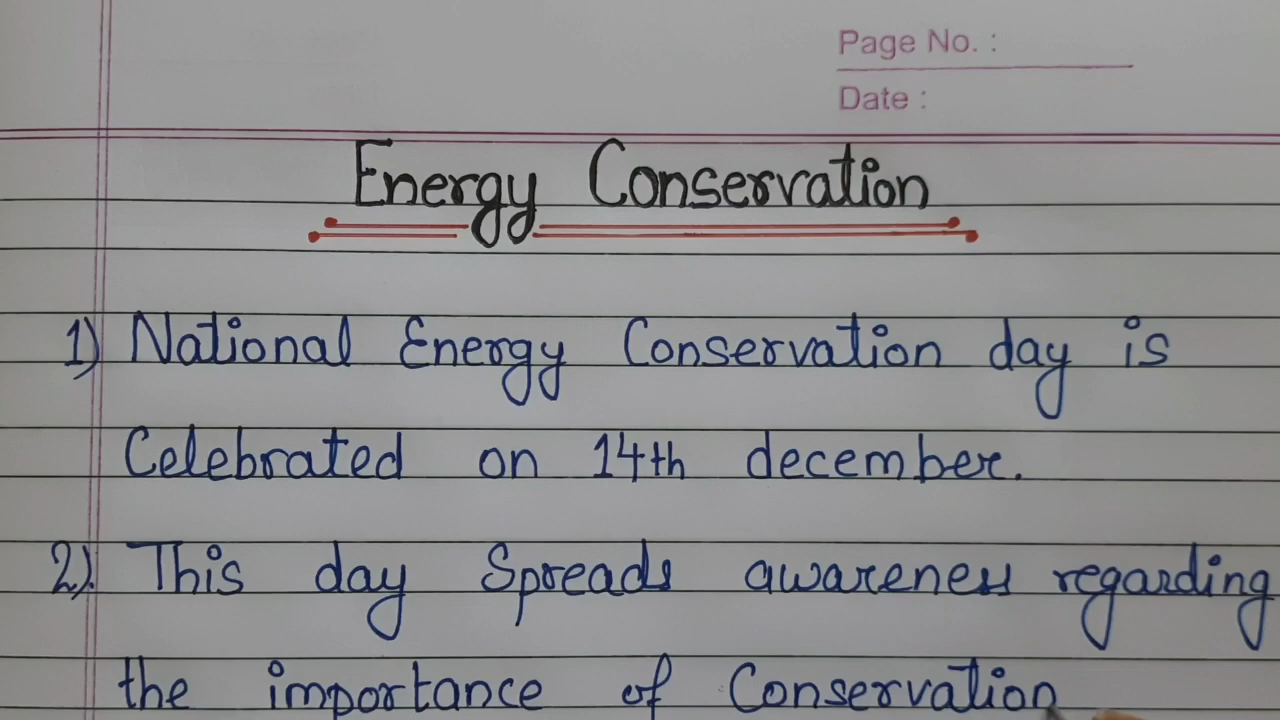 Page No. :
Date :
Energy Conservation
1) National Energy Conservation day is
Celebrated on 14th december.
2) This day Spreads awareness regarding
the importance of Conservation